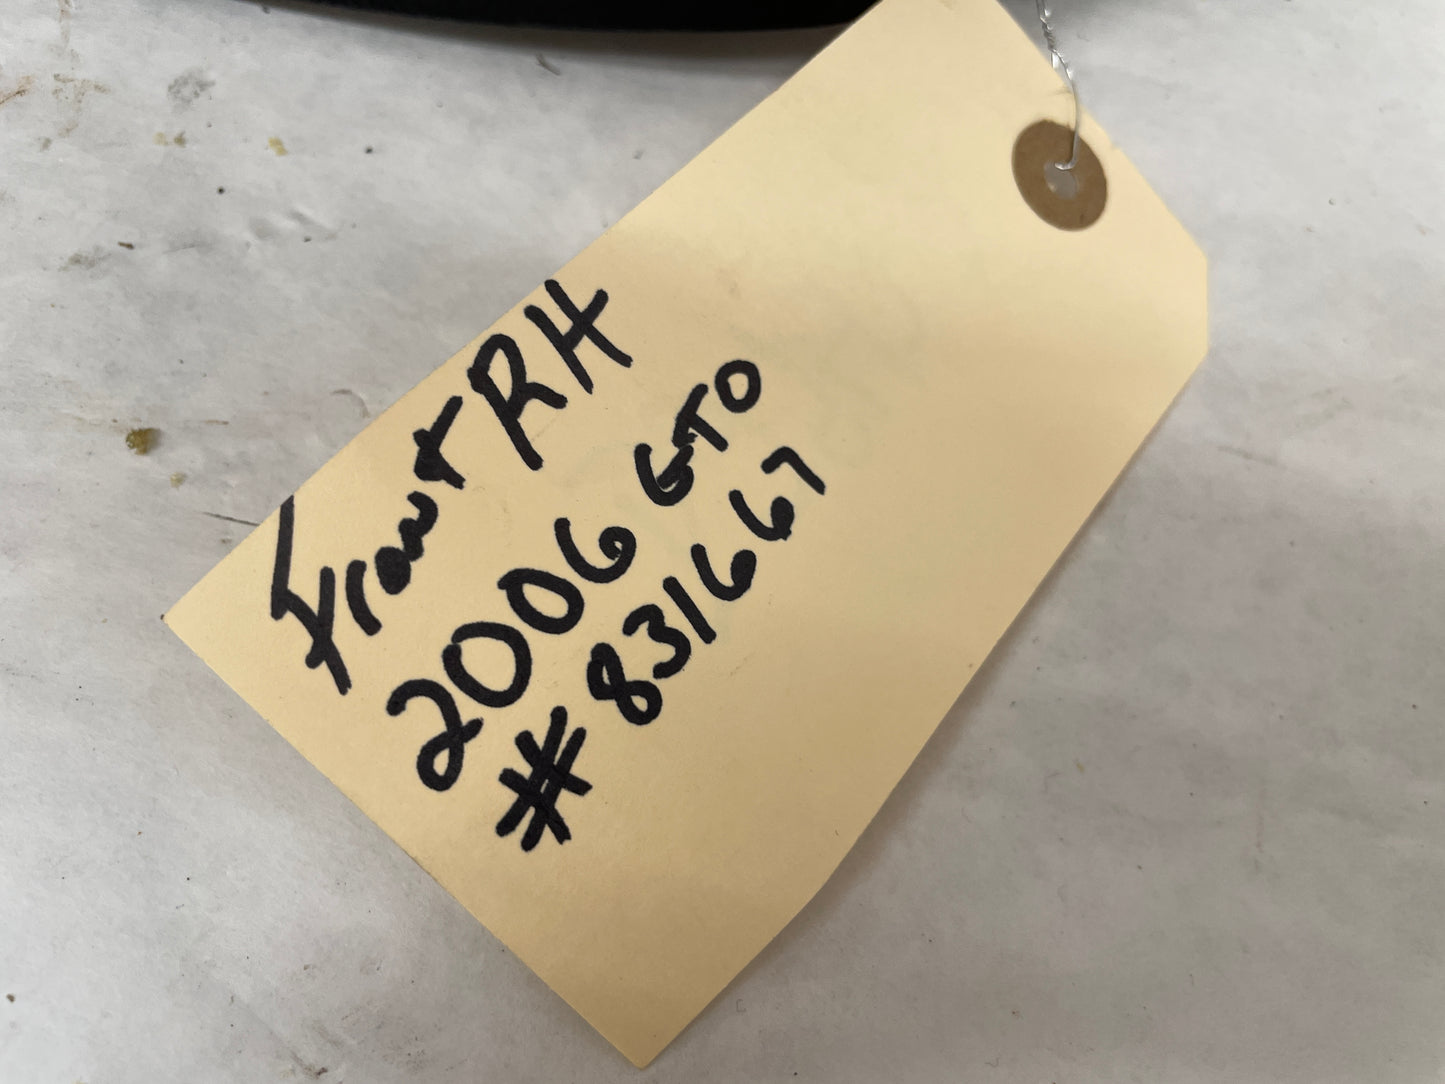 Front RH
2006 GTO
# 831667